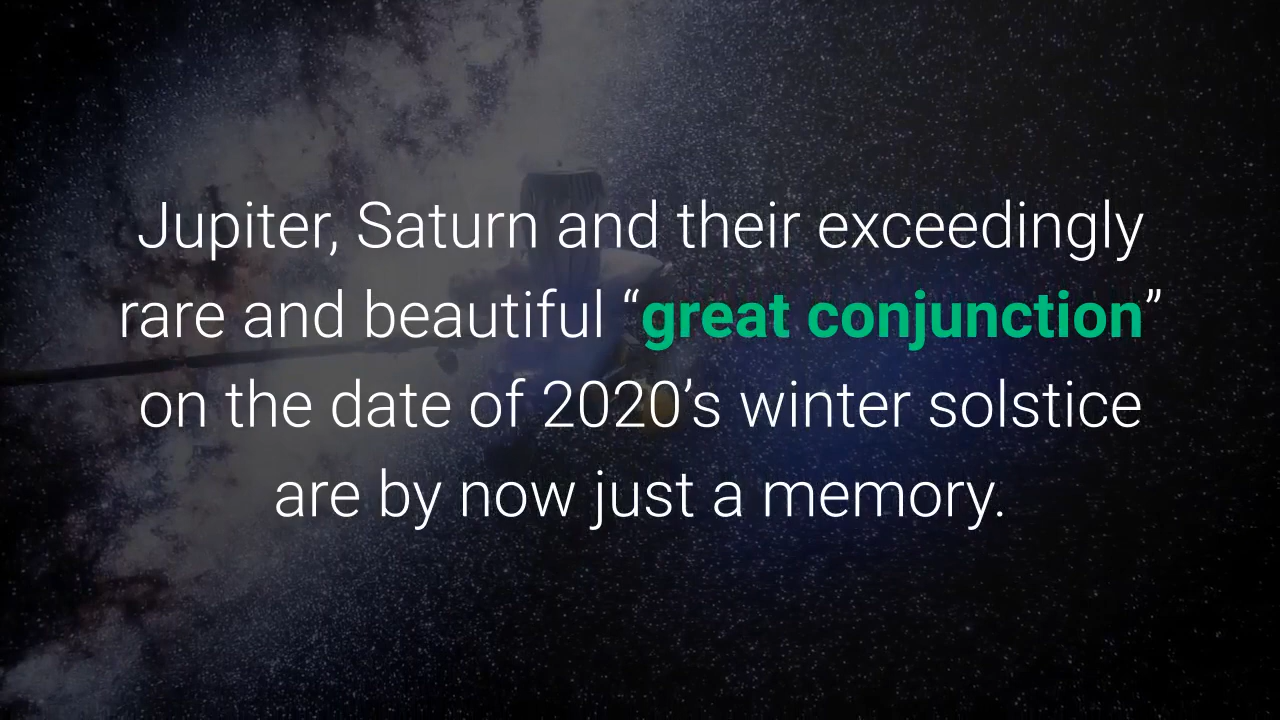 Jupiter, Saturn and their exceedingly
rare and beautiful “great conjunction”
on the date of 2020’s winter solstice
are by now just a memory.